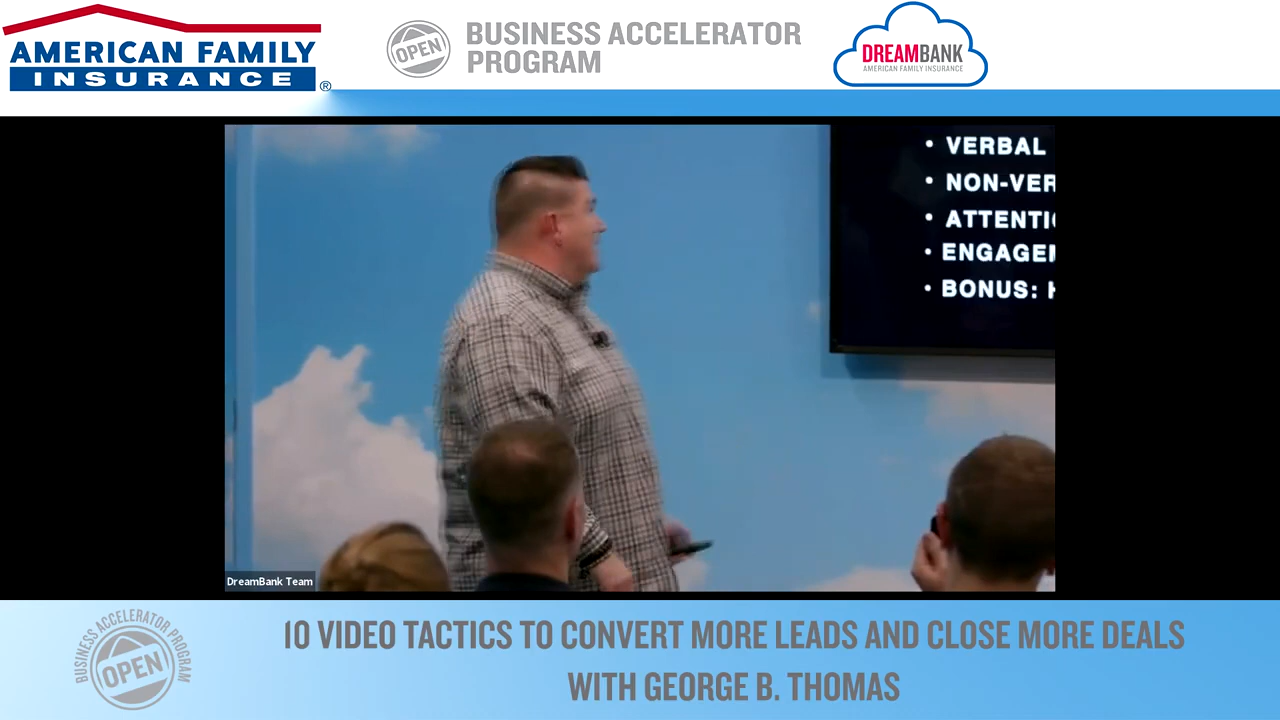 AMERICAN FAMILY
INSURANCE ®
OPEN
BUSINESS ACCELERATOR
PROGRAM
DREAMBANK
AMERICAN FAMILY INSURANCE
• VERBAL
• NON-VER
• ATTENTI
• ENGAGE
• BONUS:
DreamBank Team
BUSINESS ACCELERATOR PROGRAM
OPEN
10 VIDEO TACTICS TO CONVERT MORE LEADS AND CLOSE MORE DEALS
WITH GEORGE B. THOMAS